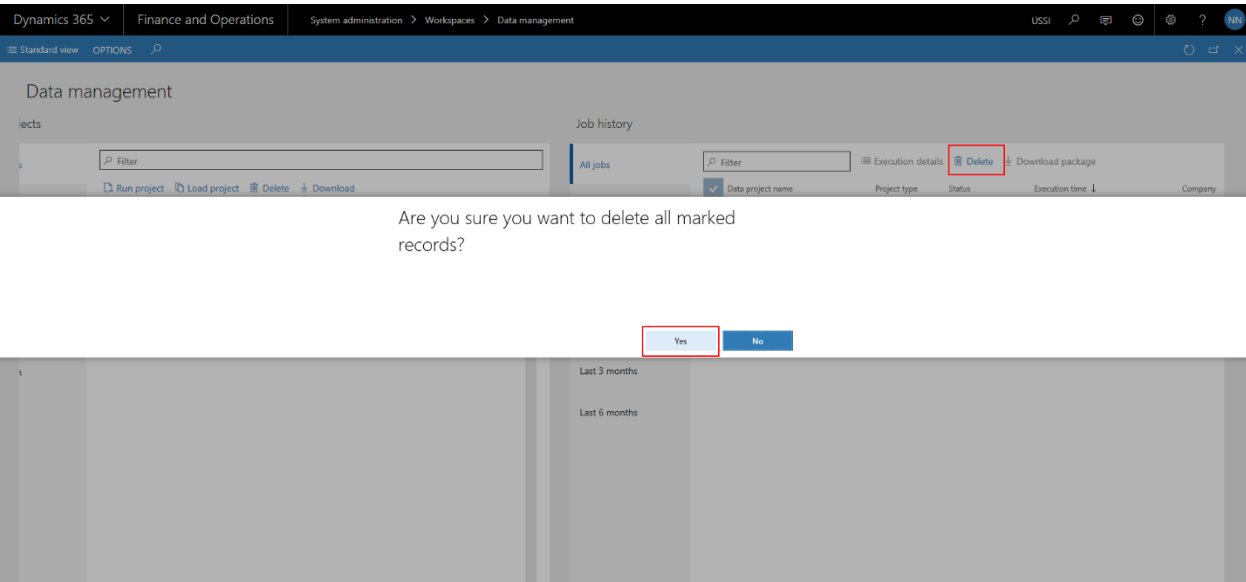 Dynamics 365 Finance and Operations System administration > Workspaces > Data management USSI ? NN
Standard view OPTIONS
Data management
jects Job history
s Filter All jobs Filter Execution details Delete Download package
Run project Load project Delete Download Data project name Project type Status Execution time ↓ Company
Are you sure you want to delete all marked
records?
Yes No
Last 3 months
Last 6 months